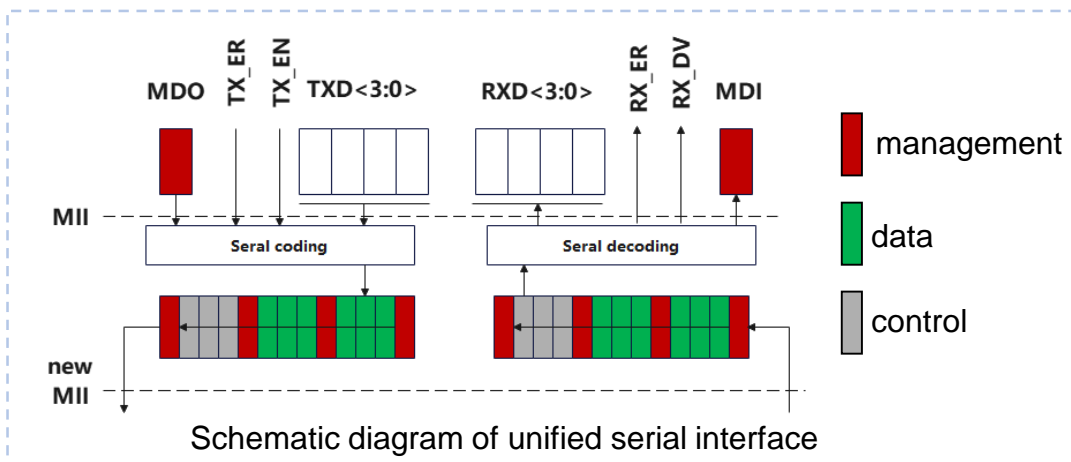 MDO
TX_ER
TX_EN
TXD<3:0>
RXD<3:0>
RX_ER
RX_DV
MDI
management
MII
Seral coding
Seral decoding
data
control
new
MII
Schematic diagram of unified serial interface